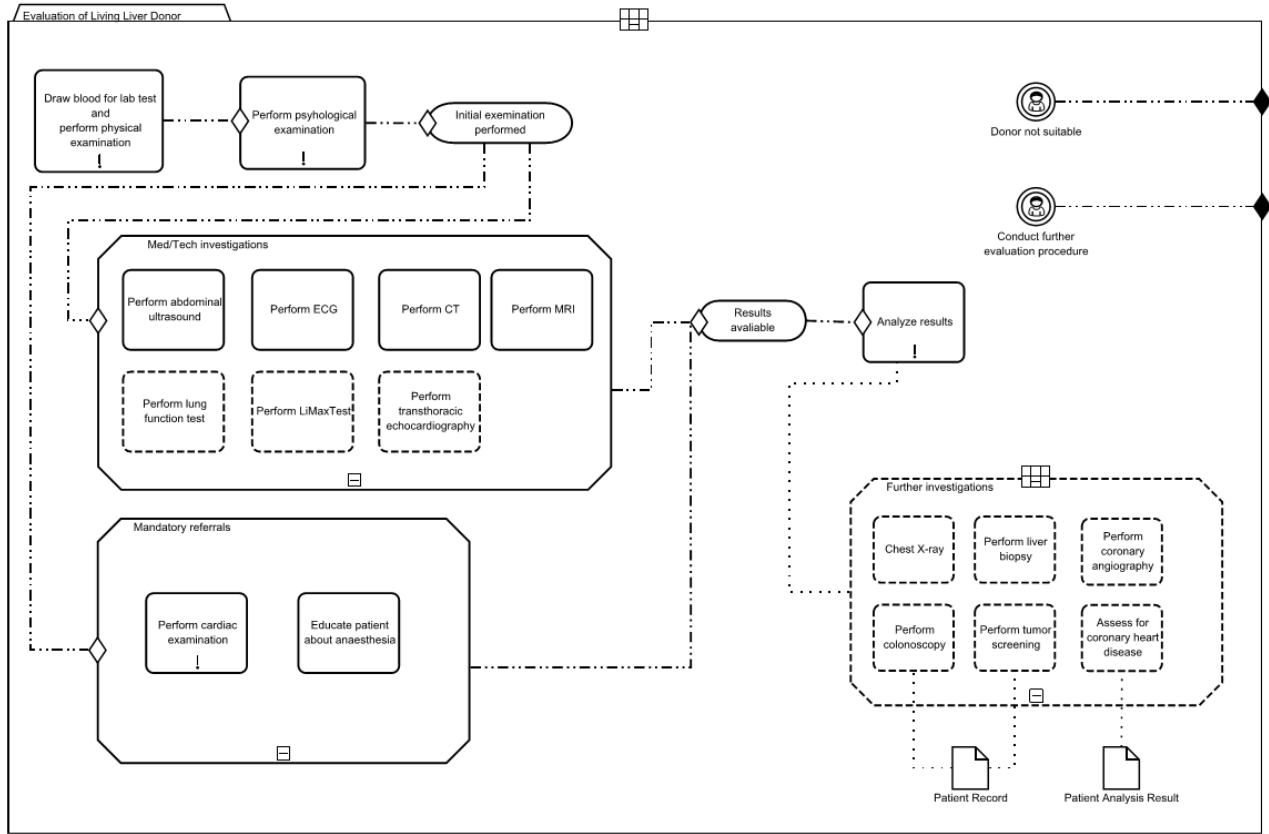 Evaluation of Living Liver Donor
Draw blood for lab test
and
perform physical
examination
!
Perform psyhological
examination
!
Initial exemination
performed
Donor not suitable
Conduct further
evaluation procedure
Med/Tech investigations
Perform abdominal
ultrasound
Perform ECG
Perform CT
Perform MRI
Perform lung
function test
Perform LiMaxTest
Perform
transthoracic
echocardiography
Results
avaliable
Analyze results
!
Mandatory referrals
Perform cardiac
examination
!
Educate patient
about anaesthesia
Further investigations
Chest X-ray
Perform liver
biopsy
Perform
coronary
angiography
Perform
colonoscopy
Perform tumor
screening
Assess for
coronary heart
disease
Patient Record
Patient Analysis Result